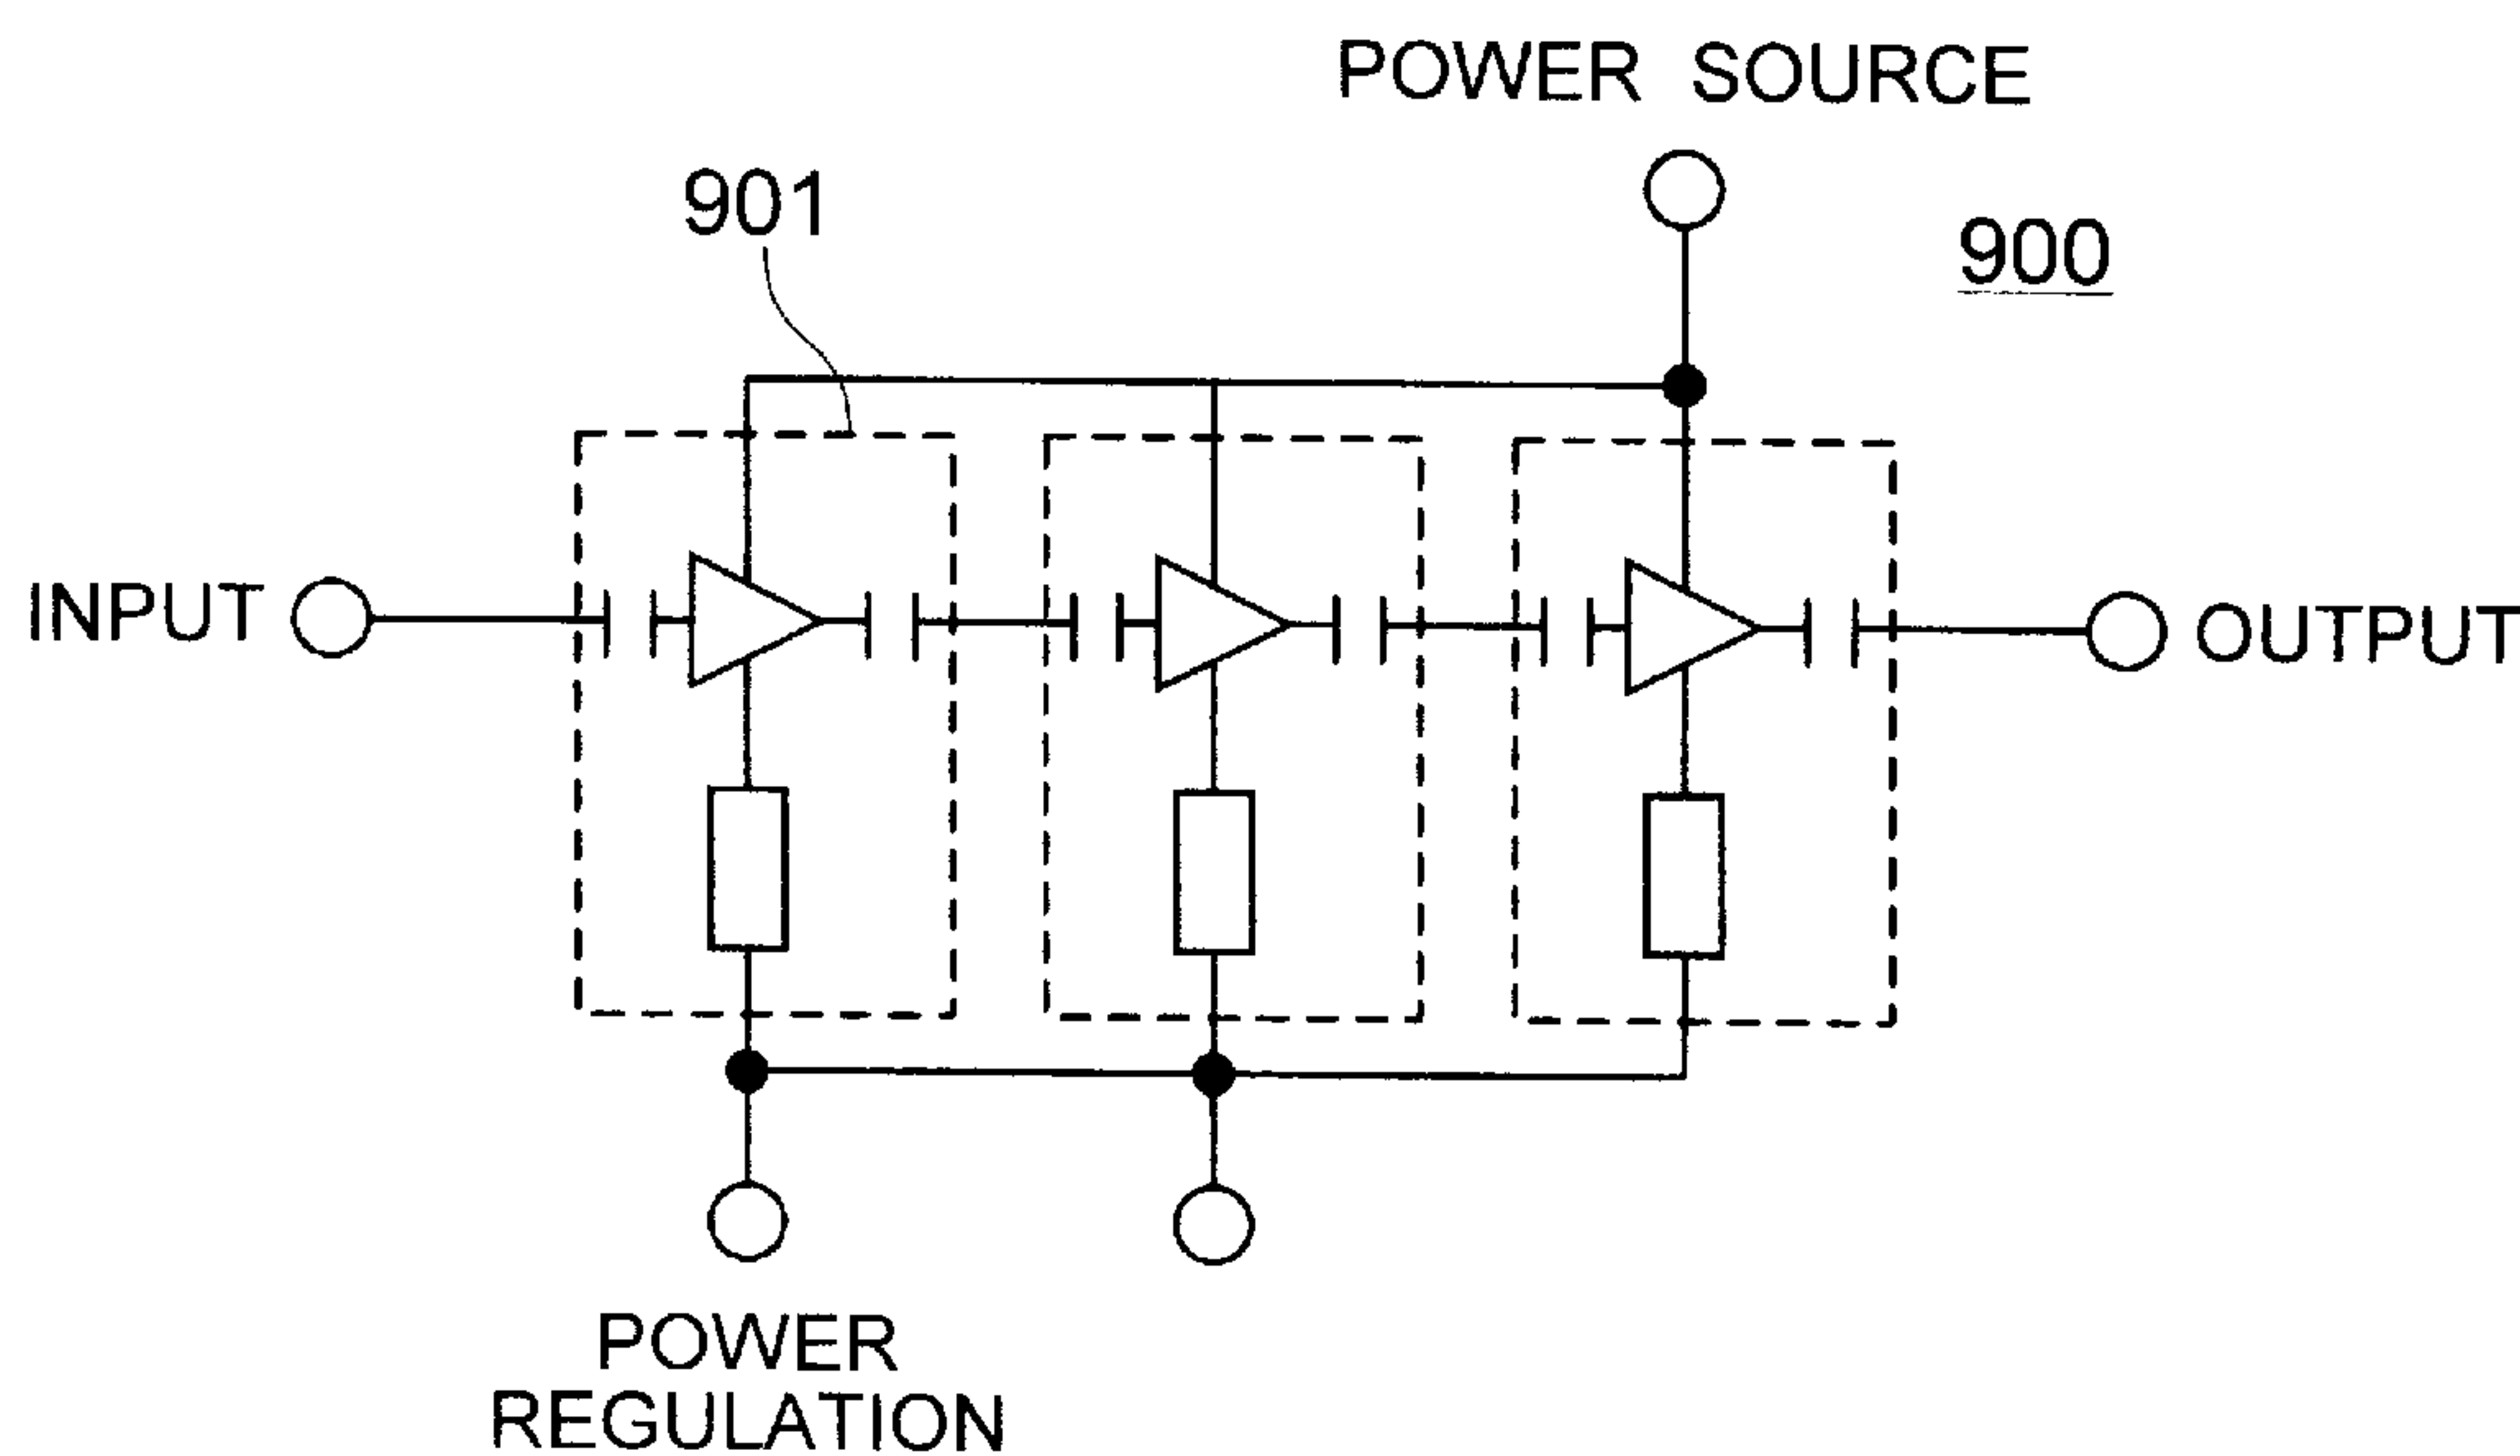 POWER SOURCE
901
900
INPUT
OUTPUT
POWER
REGULATION